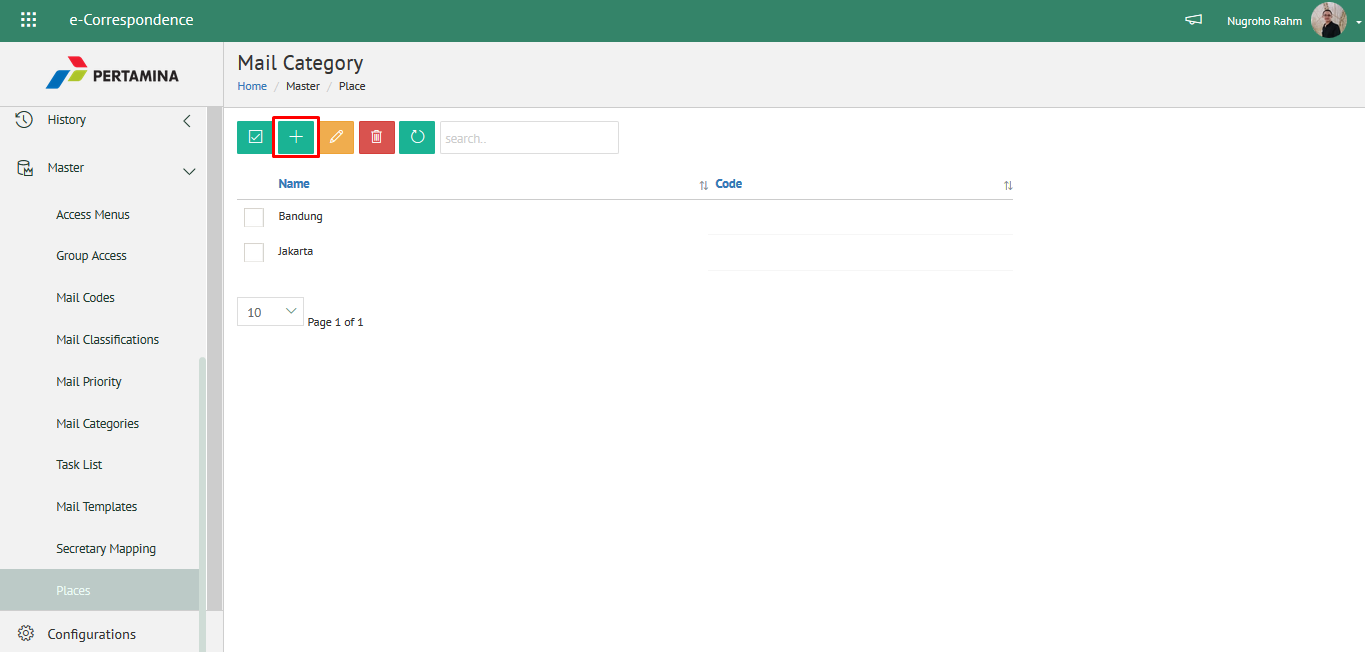 e-Correspondence
Nugroho Rahm
PERTAMINA
Mail Category
Home / Master / Place
History
Master
Access Menus
Group Access
Mail Codes
Mail Classifications
Mail Priority
Mail Categories
Task List
Mail Templates
Secretary Mapping
Places
Configurations
search..
Name Code
Bandung
Jakarta
10 Page 1 of 1